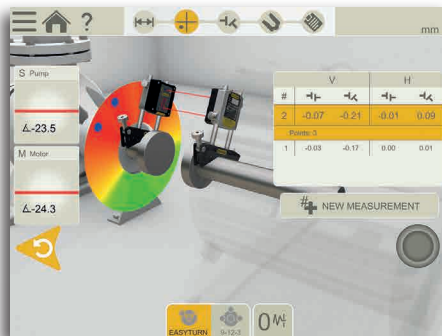 ?
mm
S Pump
∡-23.5
M Motor
∡-24.3
V H
#
2 -0.07 -0.21 -0.01 0.09
Points: 3
1 -0.03 -0.17 0.00 0.01
# NEW MEASUREMENT
EASYTURN 9-12-3
0